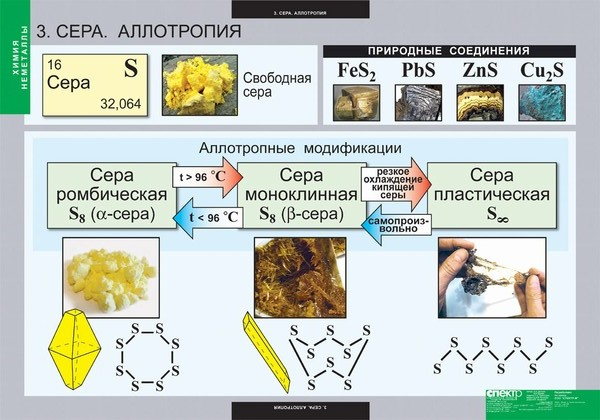 3. СЕРА. АЛЛОТРОПИЯ
ХИМИЯ
НЕМЕТАЛЛЫ
3. СЕРА. АЛЛОТРОПИЯ
16
Сера
S
32,064
Свободная
сера
ПРИРОДНЫЕ СОЕДИНЕНИЯ
FeS₂ PbS ZnS Cu₂S
Аллотропные модификации
Сера
ромбическая
S₈ (α-сера)
t > 96 °C
t < 96 °C
Сера
моноклинная
S₈ (β-сера)
резкое
охлаждение
кипящей
серы
самопроиз-
вольно
Сера
пластическая
S∞
S S
S S
S S
S S
S S S S
S S
S S
S S S S
S S S S
спектр
3. СЕРА. АЛЛОТРОПИЯ